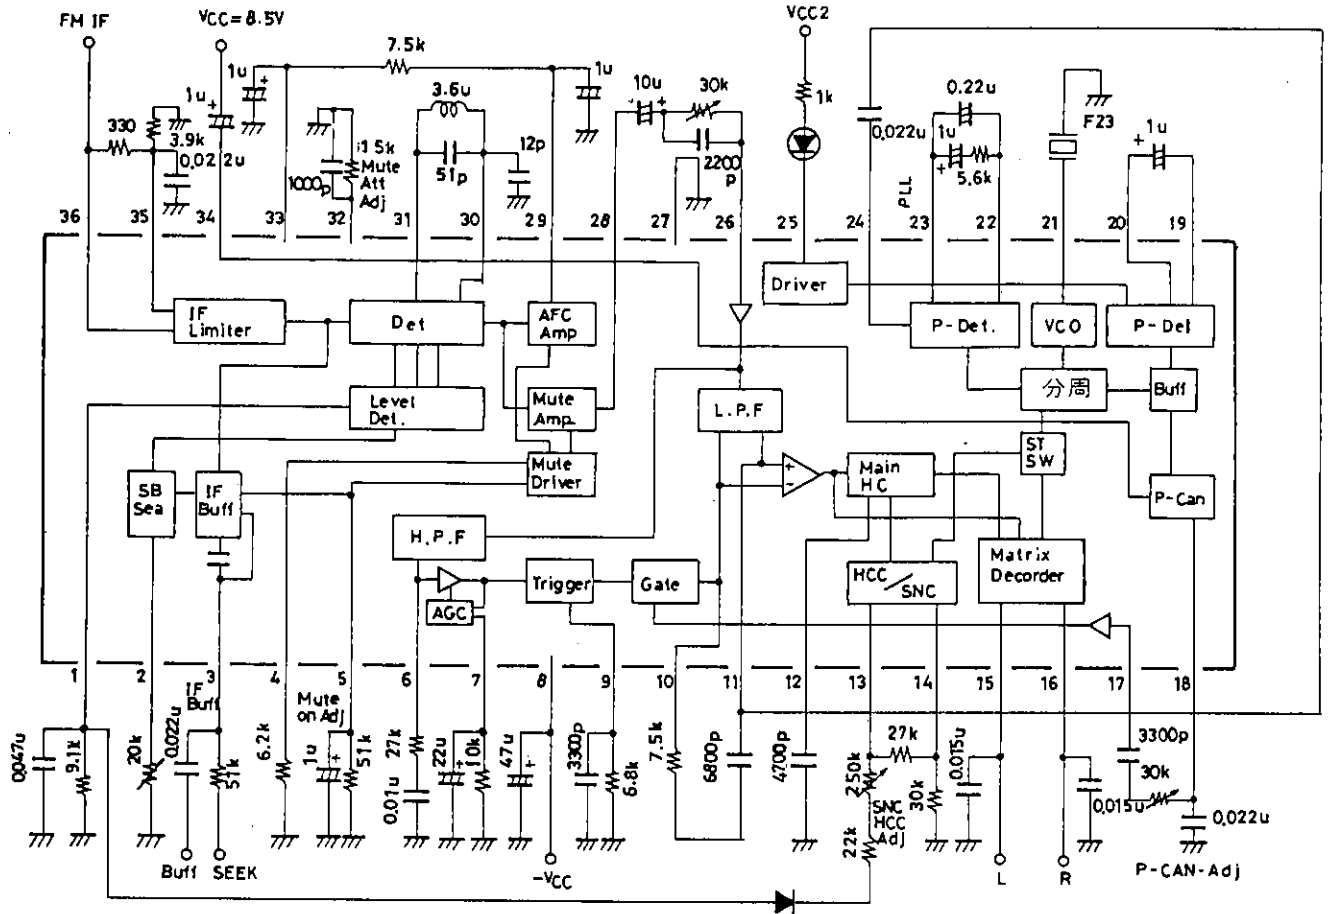 FM IF
VCC = 8.5V
VCC2
7.5k
1u
+
1u
+
3.6u
1u
10u
+
30k
1k
0.22u
F23
330
3.9k
0.022u
1000p
Mute
Att
Adj
51p
12p
2200
p
0.022u
PLL
1u
+
5.6k
1u
+
36
35
34
33
32
31
30
29
28
27
26
25
24
23
22
21
20
19
IF
Limiter
Det
AFC
Amp
Driver
P-Det.
VCO
P-Det
Level
Det.
Mute
Amp
L.P.F
分周
Buff
SB
Sea
IF
Buff
Mute
Driver
+
−
Main
HC
ST
SW
P-Can
H.P.F
AGC
Trigger
Gate
HCC
/SNC
Matrix
Decorder
1
2
3
4
5
6
7
8
9
10
11
12
13
14
15
16
17
18
IF
Buff
Mute
on Adj
0.047u
9.1k
20k
0.022u
51k
6.2k
1u
+
51k
27k
0.01u
22u
+
10k
47u
+
3300p
6.8k
7.5k
6800p
4700p
250k
27k
SNC
HCC
Adj
22k
30k
0.015u
0.015u
3300p
30k
0.022u
Buff
SEEK
−VCC
L
R
P-CAN-Adj